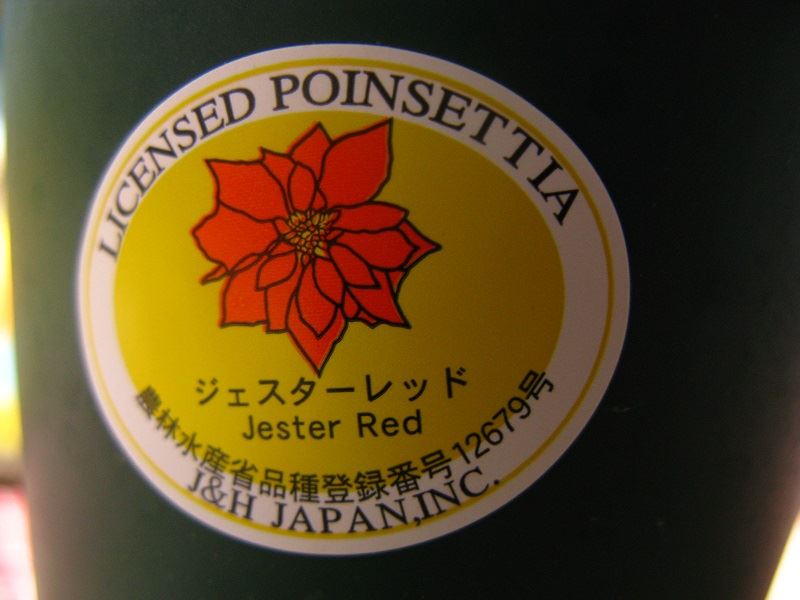 LICENSED POINSETTIA
ジェスターレッド
Jester Red
農林水産省品種登録番号12679号
J&H JAPAN,INC.